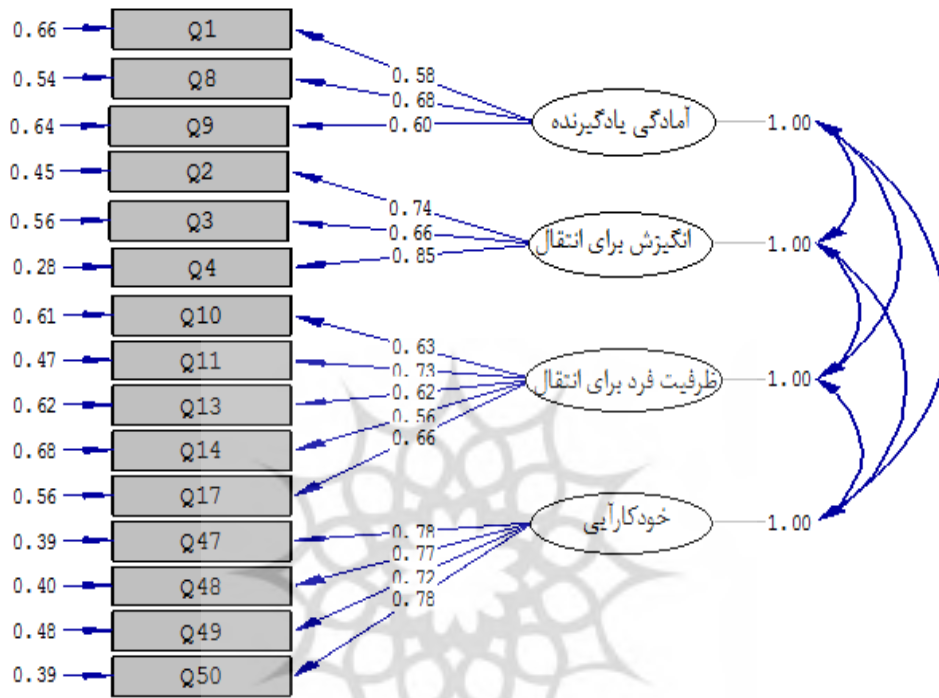 0.66 Q1
0.54 Q8
0.64 Q9
0.45 Q2
0.56 Q3
0.28 Q4
0.61 Q10
0.47 Q11
0.62 Q13
0.68 Q14
0.56 Q17
0.39 Q47
0.40 Q48
0.48 Q49
0.39 Q50
0.58
0.68
0.60
0.74
0.66
0.85
0.63
0.73
0.62
0.56
0.66
0.78
0.77
0.72
0.78
آمادگی یادگیرنده
1.00
انگیزش برای انتقال
1.00
ظرفیت فرد برای انتقال
1.00
خودکارآیی
1.00